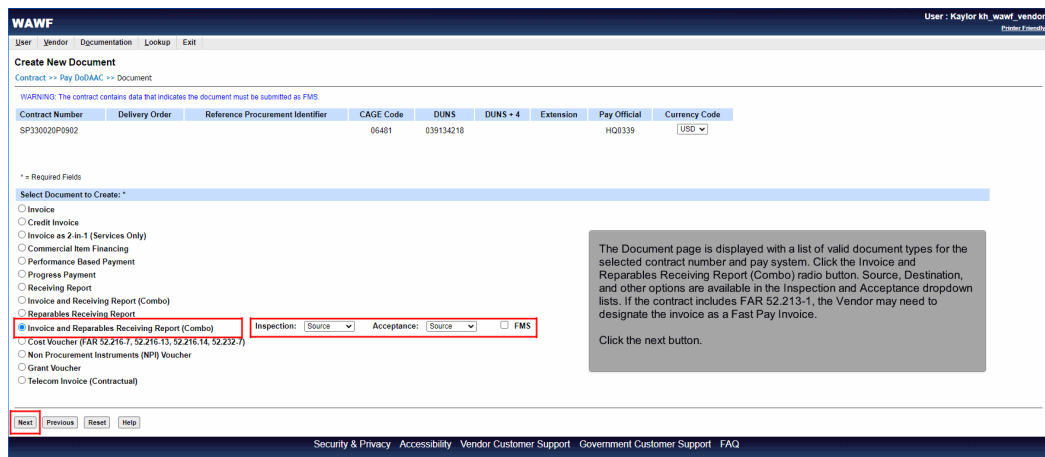 WAWF
User : Kaylor kh_wawf_vendor
Printer Friendly
User Vendor Documentation Lookup Exit
Create New Document
Contract >> Pay DoDAAC >> Document
WARNING: The contract contains data that indicates the document must be submitted as FMS.
Contract Number Delivery Order Reference Procurement Identifier CAGE Code DUNS DUNS + 4 Extension Pay Official Currency Code
SP330020P0902 06481 039134218 HQ0339 USD
* = Required Fields
Select Document to Create: *
Invoice
Credit Invoice
Invoice as 2-in-1 (Services Only)
Commercial Item Financing
Performance Based Payment
Progress Payment
Receiving Report
Invoice and Receiving Report (Combo)
Reparables Receiving Report
Invoice and Reparables Receiving Report (Combo) Inspection: Source Acceptance: Source FMS
Cost Voucher (FAR 52.216-7, 52.216-13, 52.216.14, 52.232-7)
Non Procurement Instruments (NPI) Voucher
Grant Voucher
Telecom Invoice (Contractual)
The Document page is displayed with a list of valid document types for the
selected contract number and pay system. Click the Invoice and
Reparables Receiving Report (Combo) radio button. Source, Destination,
and other options are available in the Inspection and Acceptance dropdown
lists. If the contract includes FAR 52.213-1, the Vendor may need to
designate the invoice as a Fast Pay Invoice.
Click the next button.
Next Previous Reset Help
Security & Privacy Accessibility Vendor Customer Support Government Customer Support FAQ